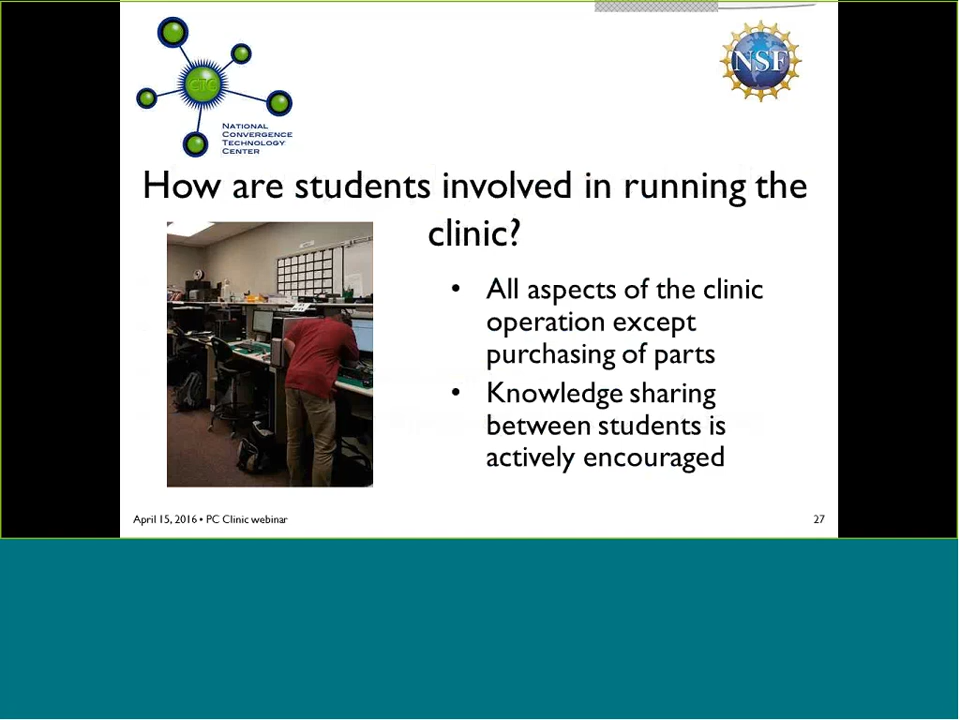 CTC
NSF
NATIONAL
CONVERGENCE
TECHNOLOGY
CENTER
How are students involved in running the
clinic?
• All aspects of the clinic
operation except
purchasing of parts
• Knowledge sharing
between students is
actively encouraged
April 15, 2016 • PC Clinic webinar
27